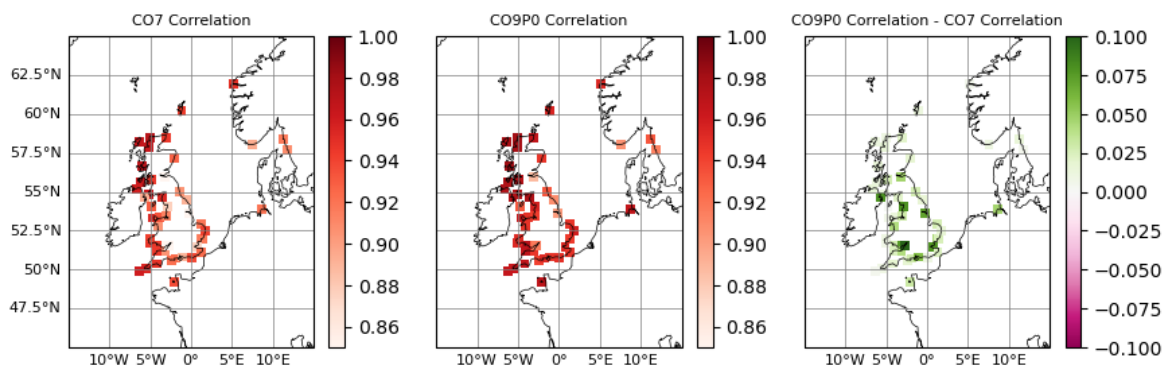 CO7 Correlation
62.5°N
60°N
57.5°N
55°N
52.5°N
50°N
47.5°N
10°W 5°W 0° 5°E 10°E
1.00
0.98
0.96
0.94
0.92
0.90
0.88
0.86
CO9P0 Correlation
10°W 5°W 0° 5°E 10°E
1.00
0.98
0.96
0.94
0.92
0.90
0.88
0.86
CO9P0 Correlation - CO7 Correlation
10°W 5°W 0° 5°E 10°E
0.100
0.075
0.050
0.025
0.000
−0.025
−0.050
−0.075
−0.100